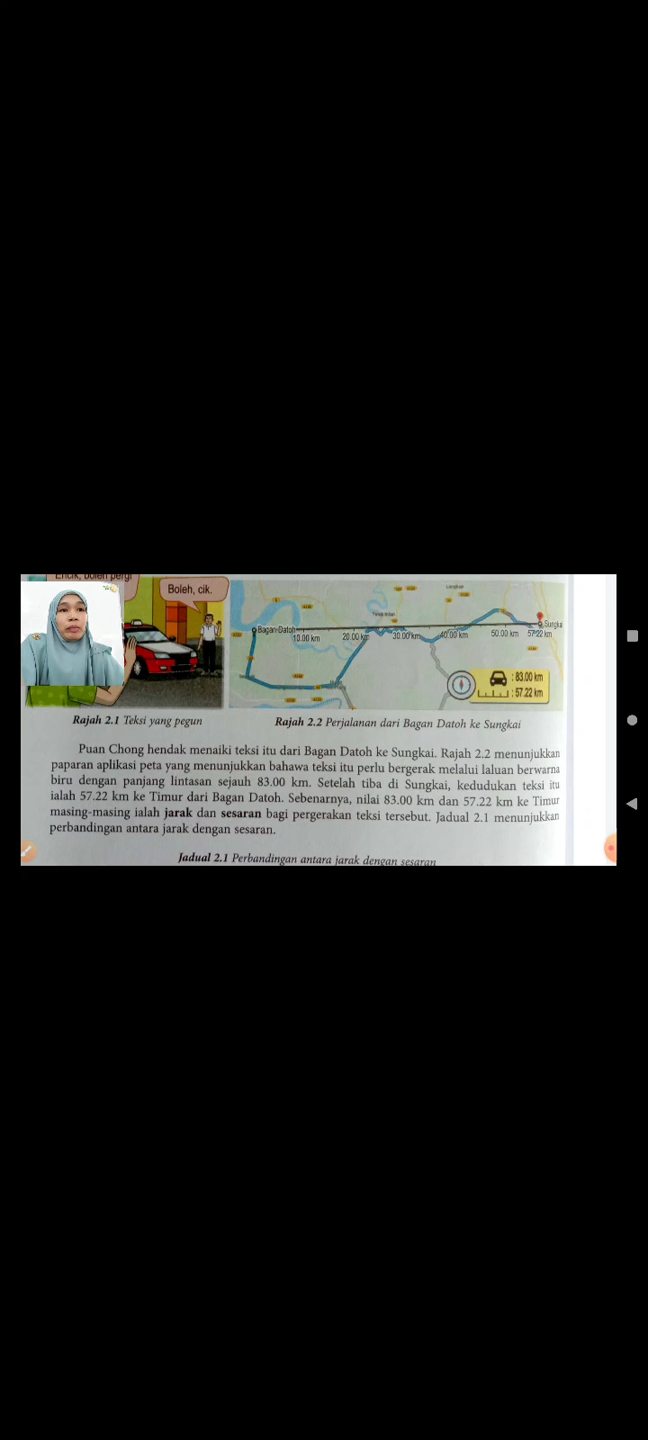 Encik, boleh pergi
Boleh, cik.
Bagan-Datoh
10.00 km
20.00 km
30.00 km
40.00 km
50.00 km
57.22 km
Sungka
: 83.00 km
: 57.22 km
Rajah 2.1 Teksi yang pegun
Rajah 2.2 Perjalanan dari Bagan Datoh ke Sungkai
Puan Chong hendak menaiki teksi itu dari Bagan Datoh ke Sungkai. Rajah 2.2 menunjukkan
paparan aplikasi peta yang menunjukkan bahawa teksi itu perlu bergerak melalui laluan berwarna
biru dengan panjang lintasan sejauh 83.00 km. Setelah tiba di Sungkai, kedudukan teksi itu
ialah 57.22 km ke Timur dari Bagan Datoh. Sebenarnya, nilai 83.00 km dan 57.22 km ke Timur
masing-masing ialah jarak dan sesaran bagi pergerakan teksi tersebut. Jadual 2.1 menunjukkan
perbandingan antara jarak dengan sesaran.
Jadual 2.1 Perbandingan antara jarak dengan sesaran